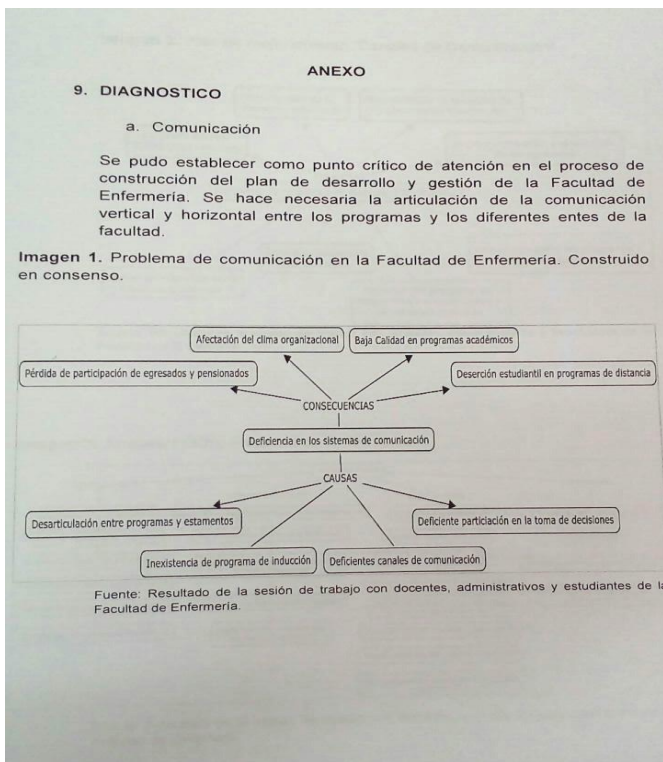 ANEXO
9. DIAGNOSTICO
a. Comunicación
Se pudo establecer como punto crítico de atención en el proceso de
construcción del plan de desarrollo y gestión de la Facultad de
Enfermería. Se hace necesaria la articulación de la comunicación
vertical y horizontal entre los programas y los diferentes entes de la
facultad.
Imagen 1. Problema de comunicación en la Facultad de Enfermería. Construido
en consenso.
Afectación del clima organizacional
Baja Calidad en programas académicos
Pérdida de participación de egresados y pensionados
Deserción estudiantil en programas de distancia
CONSECUENCIAS
Deficiencia en los sistemas de comunicación
CAUSAS
Desarticulación entre programas y estamentos
Deficiente particiación en la toma de decisiones
Inexistencia de programa de inducción
Deficientes canales de comunicación
Fuente: Resultado de la sesión de trabajo con docentes, administrativos y estudiantes de la
Facultad de Enfermería.